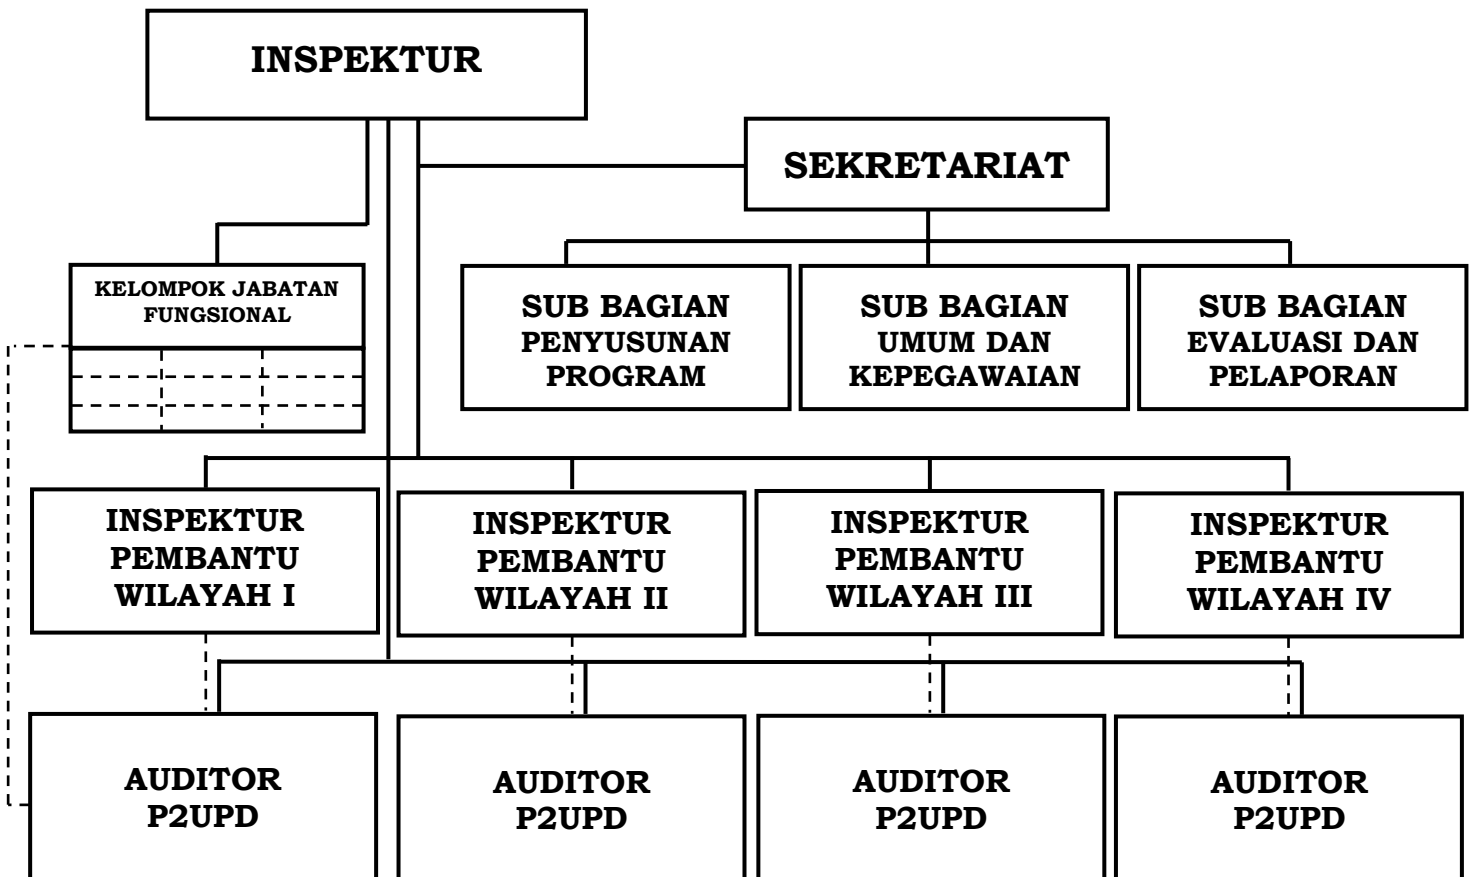 INSPEKTUR
SEKRETARIAT
KELOMPOK JABATAN
FUNGSIONAL
SUB BAGIAN
PENYUSUNAN
PROGRAM
SUB BAGIAN
UMUM DAN
KEPEGAWAIAN
SUB BAGIAN
EVALUASI DAN
PELAPORAN
INSPEKTUR
PEMBANTU
WILAYAH I
INSPEKTUR
PEMBANTU
WILAYAH II
INSPEKTUR
PEMBANTU
WILAYAH III
INSPEKTUR
PEMBANTU
WILAYAH IV
AUDITOR
P2UPD
AUDITOR
P2UPD
AUDITOR
P2UPD
AUDITOR
P2UPD